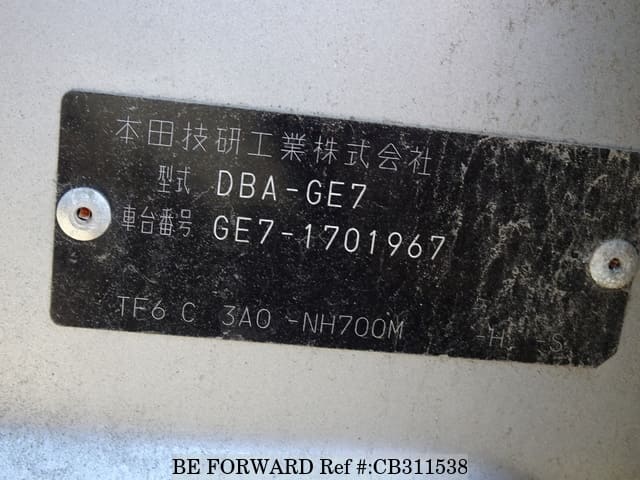 本田技研工業株式会社
型式 DBA-GE7
車台番号 GE7-1701967
TF6 C 3A0 -NH700M -H -S
BE FORWARD Ref #:CB311538